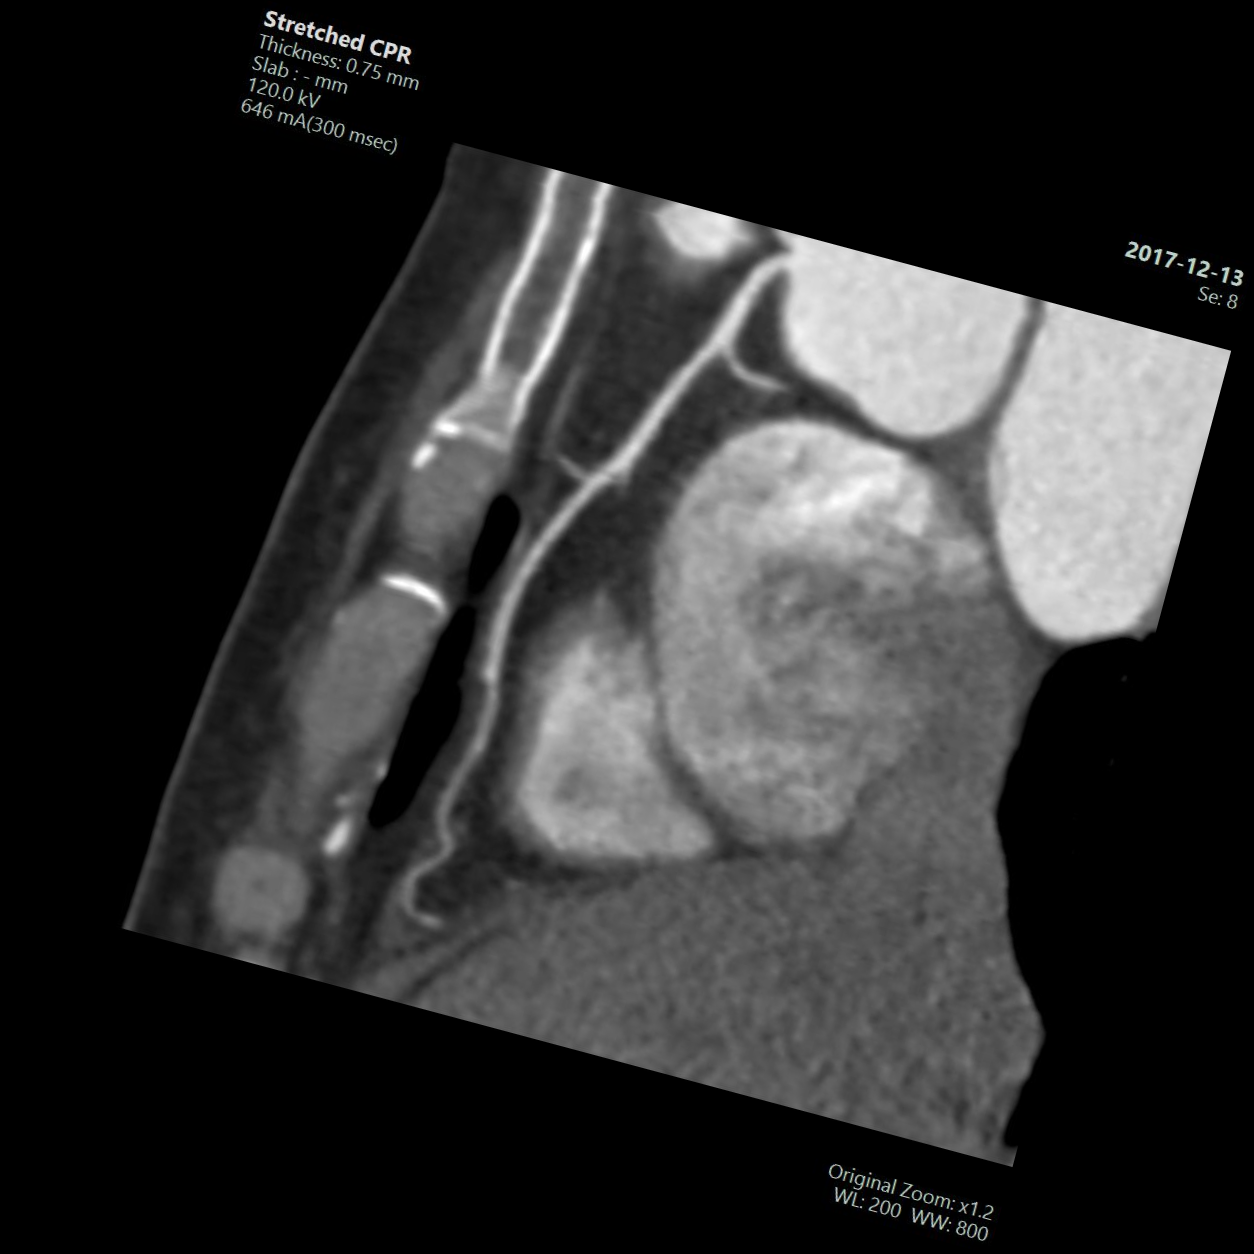 Stretched CPR
Thickness: 0.75 mm
Slab : - mm
120.0 kV
646 mA(300 msec)
2017-12-13
Se: 8
Original Zoom: x1.2
WL: 200 WW: 800